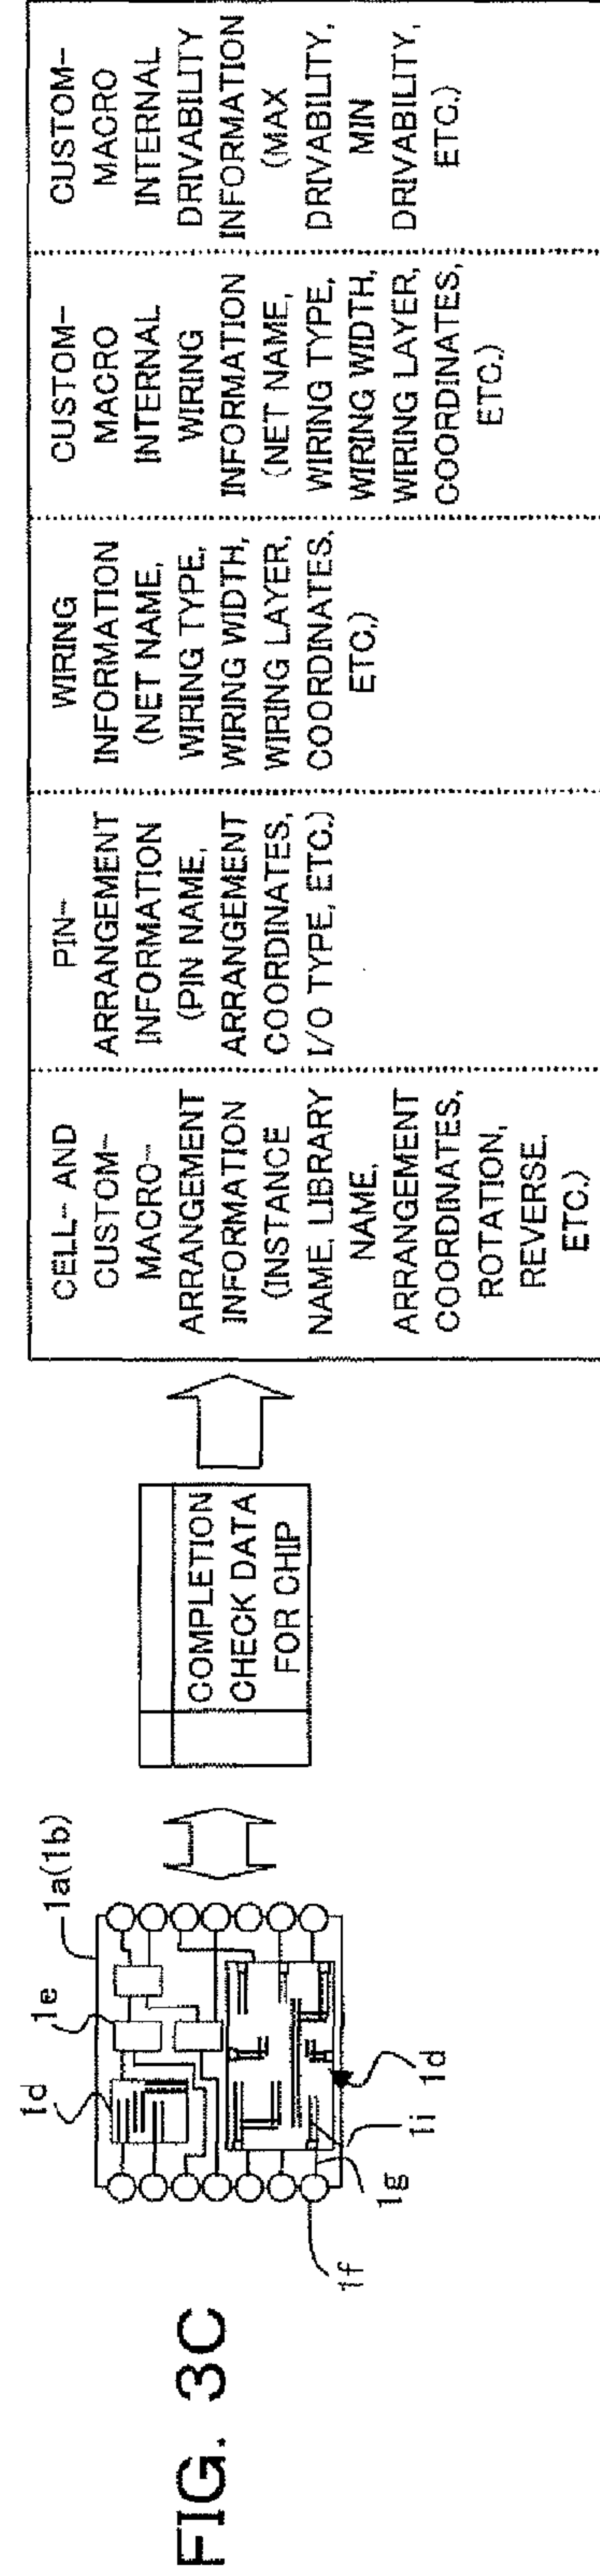 FIG. 3C
1f
1g
1i
1d
1d
1e
1a(1b)
COMPLETION
CHECK DATA
FOR CHIP
CELL- AND
CUSTOM-
MACRO-
ARRANGEMENT
INFORMATION
(INSTANCE
NAME, LIBRARY
NAME,
ARRANGEMENT
COORDINATES,
ROTATION,
REVERSE,
ETC.)
PIN-
ARRANGEMENT
INFORMATION
(PIN NAME,
ARRANGEMENT
COORDINATES,
I/O TYPE, ETC.)
WIRING
INFORMATION
(NET NAME,
WIRING TYPE,
WIRING WIDTH,
WIRING LAYER,
COORDINATES,
ETC.)
CUSTOM-
MACRO
INTERNAL
WIRING
INFORMATION
(NET NAME,
WIRING TYPE,
WIRING WIDTH,
WIRING LAYER,
COORDINATES,
ETC.)
CUSTOM-
MACRO
INTERNAL
DRIVABILITY
INFORMATION
(MAX
DRIVABILITY,
MIN
DRIVABILITY,
ETC.)